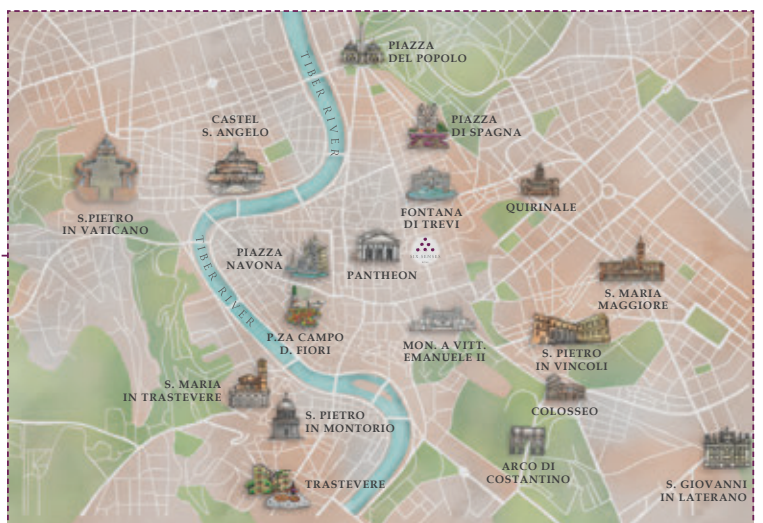 PIAZZA
DEL POPOLO
TIBER RIVER
CASTEL
S. ANGELO
PIAZZA
DI SPAGNA
S.PIETRO
IN VATICANO
FONTANA
DI TREVI
QUIRINALE
TIBER RIVER
PIAZZA
NAVONA
PANTHEON
SIX SENSES
S. MARIA
MAGGIORE
P.ZA CAMPO
D. FIORI
MON. A VITT.
EMANUELE II
S. PIETRO
IN VINCOLI
S. MARIA
IN TRASTEVERE
COLOSSEO
S. PIETRO
IN MONTORIO
ARCO DI
COSTANTINO
TRASTEVERE
S. GIOVANNI
IN LATERANO